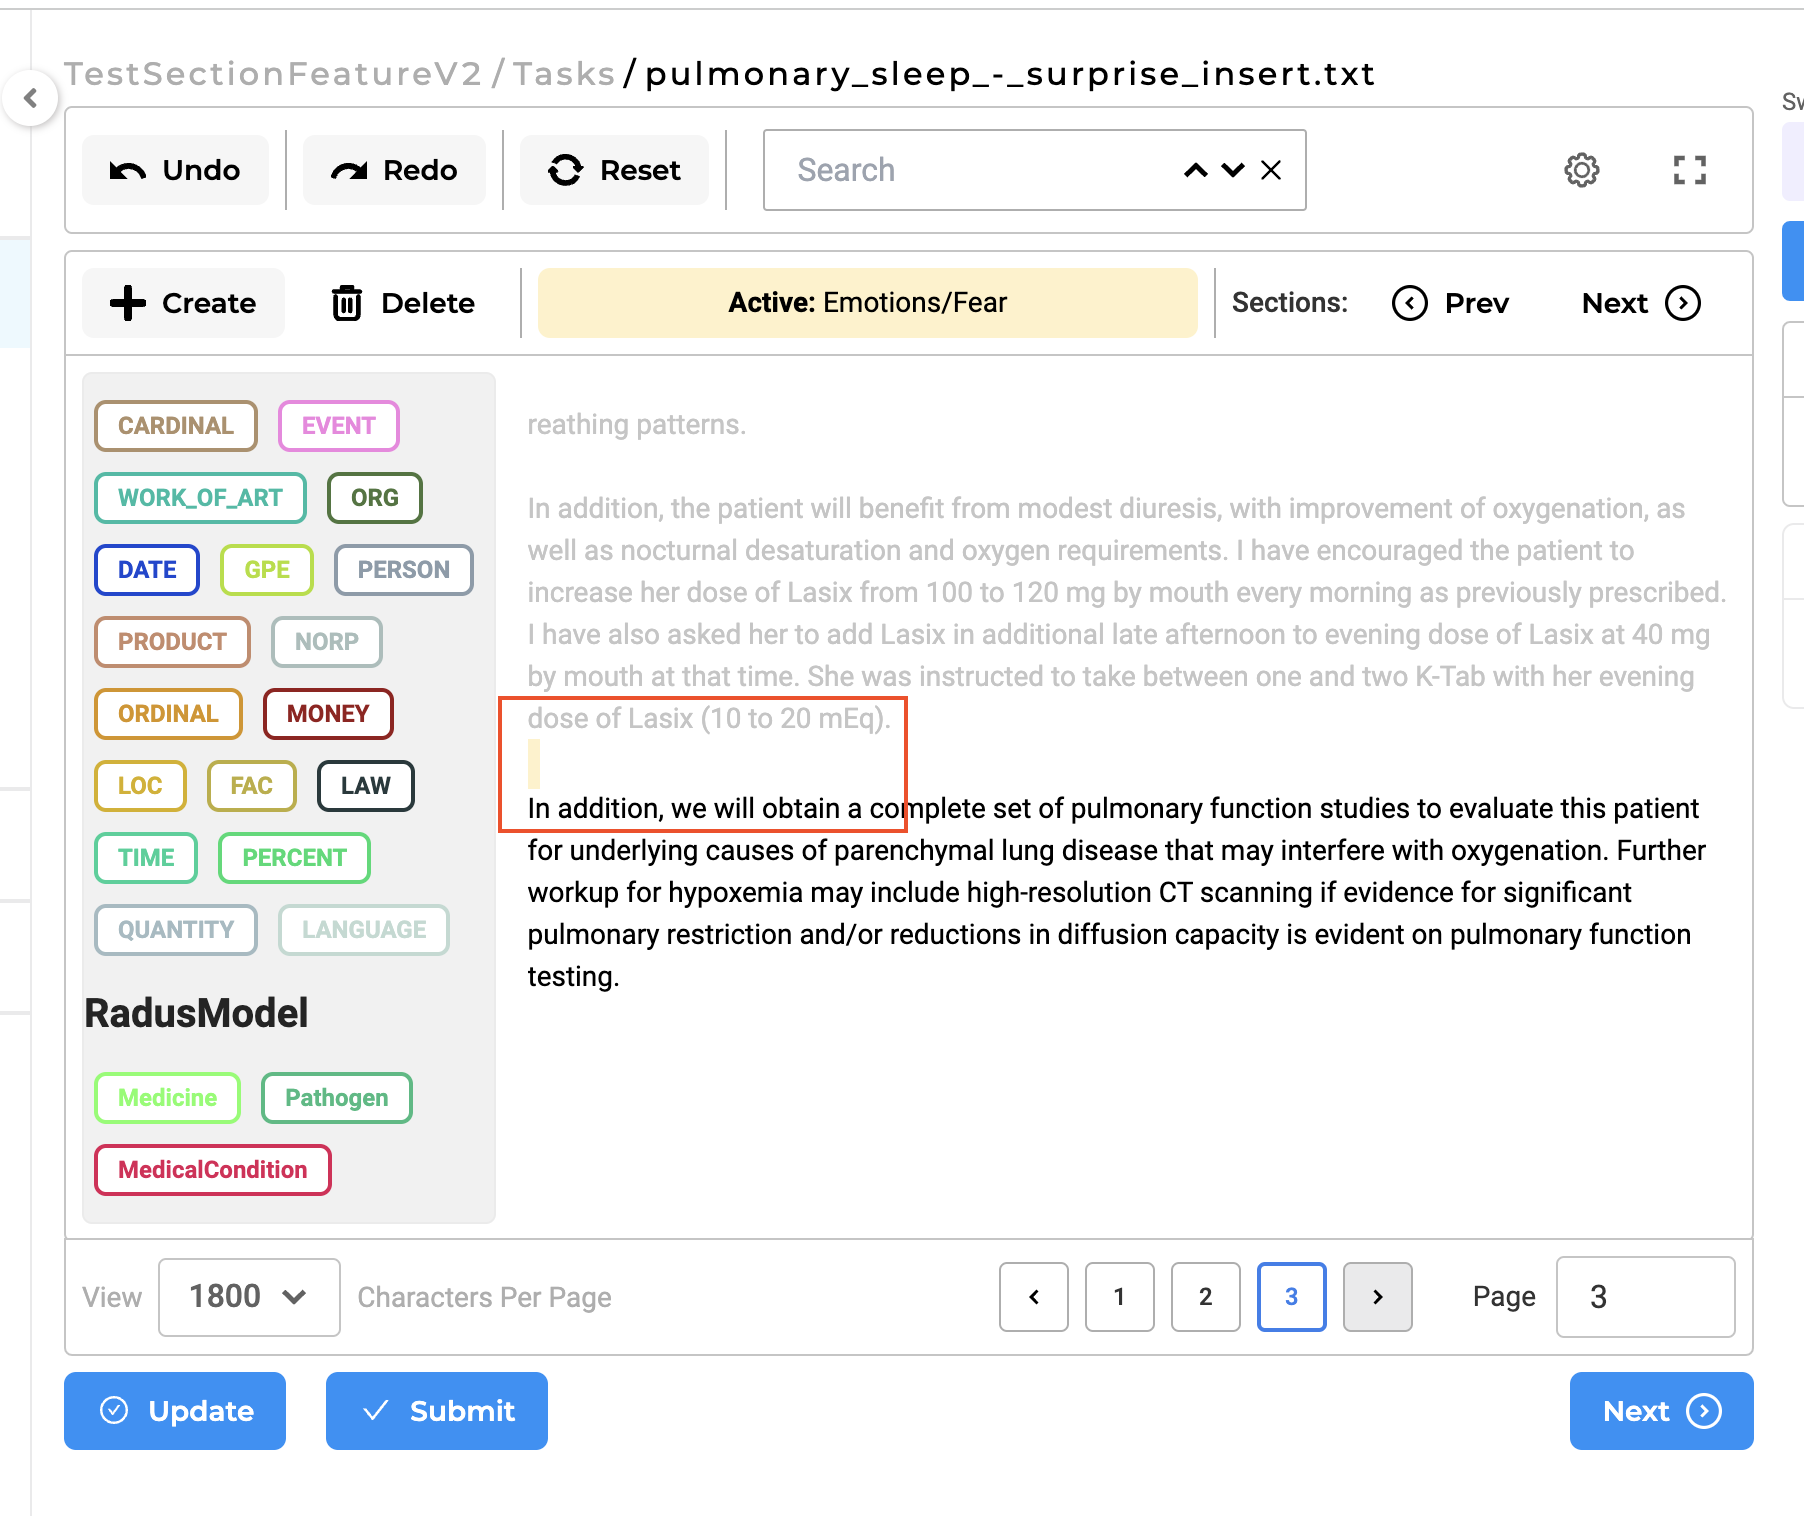 TestSectionFeatureV2 / Tasks / pulmonary_sleep_-_surprise_insert.txt
Sw
Undo
Redo
Reset
Search
Create
Delete
Active: Emotions/Fear
Sections:
Prev
Next
CARDINAL
EVENT
WORK_OF_ART
ORG
DATE
GPE
PERSON
PRODUCT
NORP
ORDINAL
MONEY
LOC
FAC
LAW
TIME
PERCENT
QUANTITY
LANGUAGE
RadusModel
Medicine
Pathogen
MedicalCondition
reathing patterns.
In addition, the patient will benefit from modest diuresis, with improvement of oxygenation, as
well as nocturnal desaturation and oxygen requirements. I have encouraged the patient to
increase her dose of Lasix from 100 to 120 mg by mouth every morning as previously prescribed.
I have also asked her to add Lasix in additional late afternoon to evening dose of Lasix at 40 mg
by mouth at that time. She was instructed to take between one and two K-Tab with her evening
dose of Lasix (10 to 20 mEq).
In addition, we will obtain a complete set of pulmonary function studies to evaluate this patient
for underlying causes of parenchymal lung disease that may interfere with oxygenation. Further
workup for hypoxemia may include high-resolution CT scanning if evidence for significant
pulmonary restriction and/or reductions in diffusion capacity is evident on pulmonary function
testing.
View
1800
Characters Per Page
1
2
3
Page
3
Update
Submit
Next